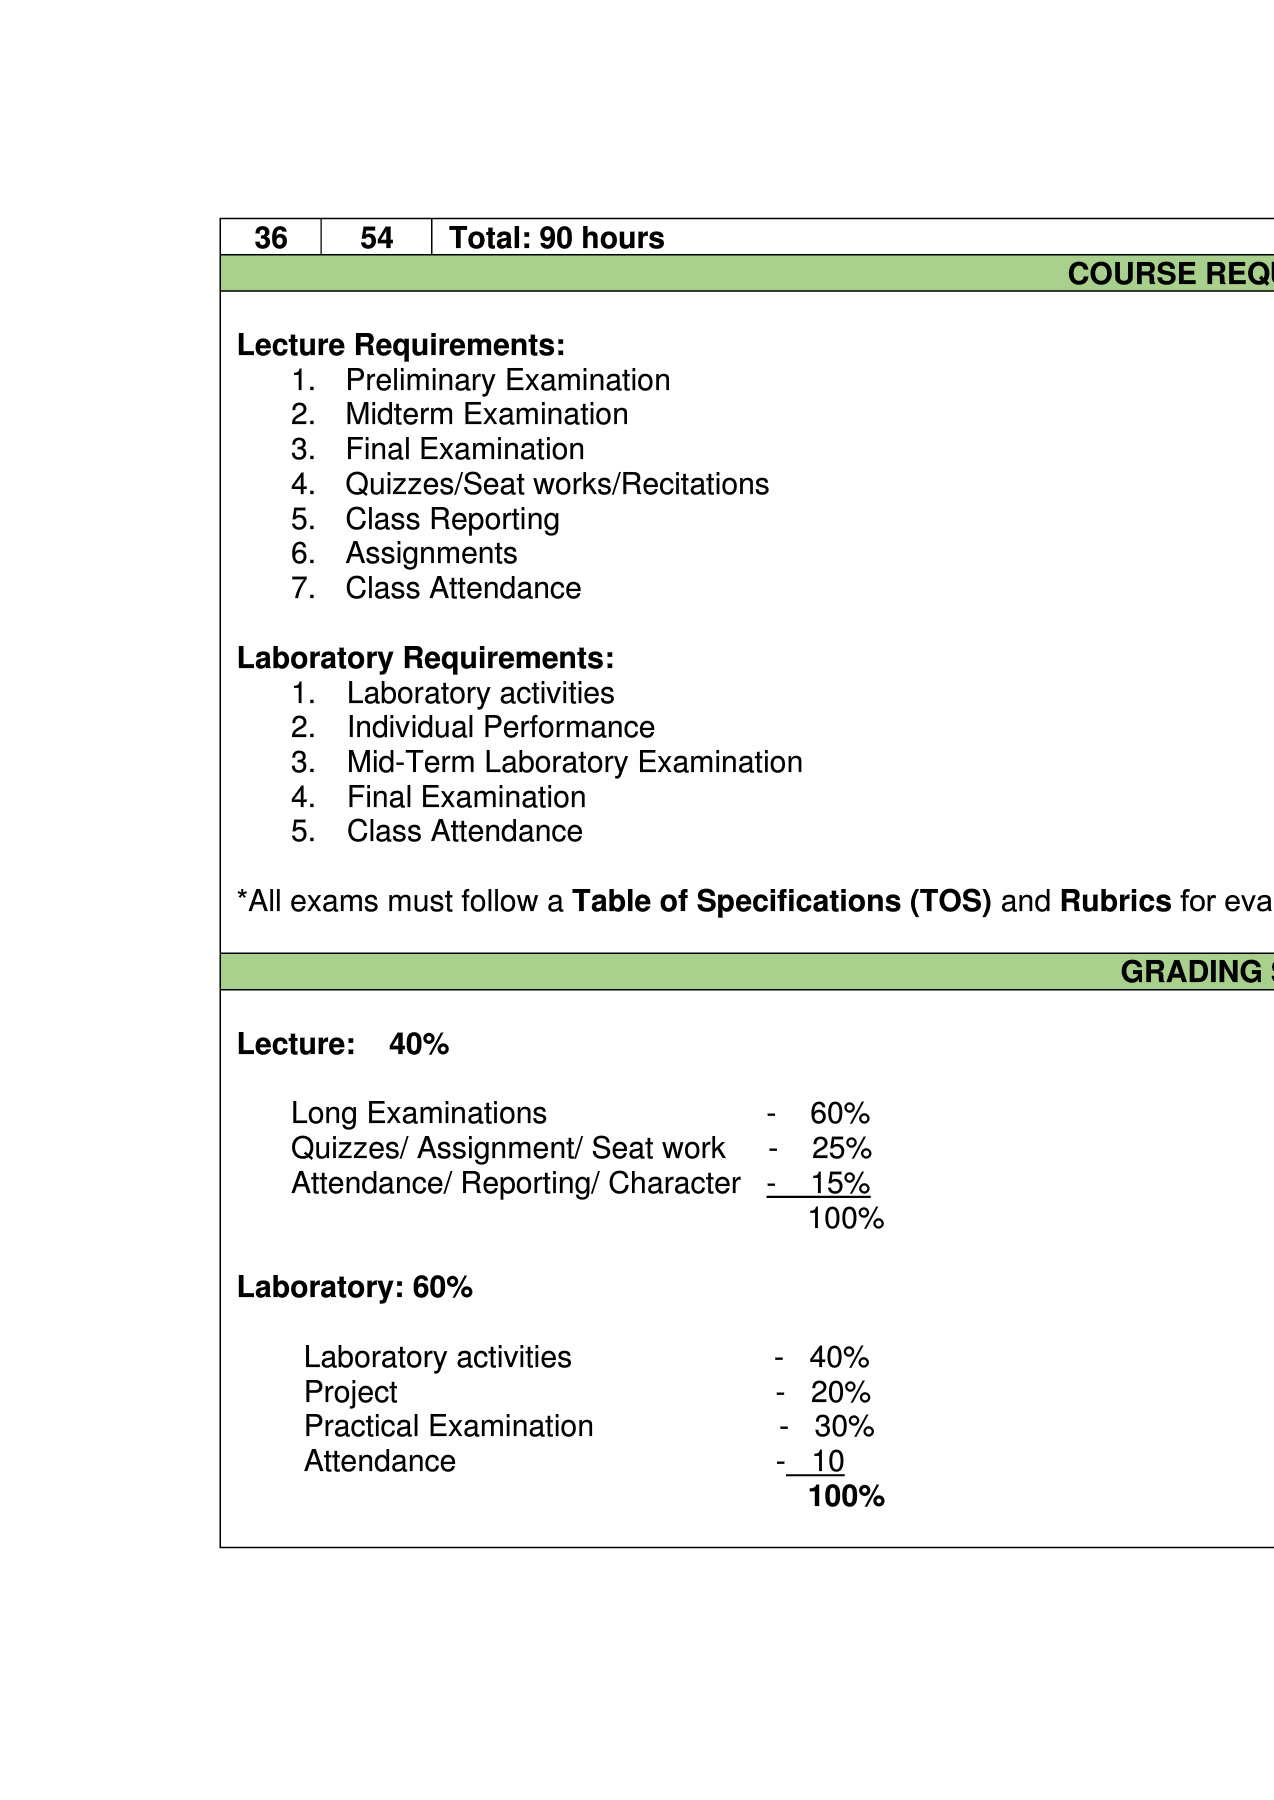 36 54 Total: 90 hours
COURSE REQU
Lecture Requirements:
1. Preliminary Examination
2. Midterm Examination
3. Final Examination
4. Quizzes/Seat works/Recitations
5. Class Reporting
6. Assignments
7. Class Attendance
Laboratory Requirements:
1. Laboratory activities
2. Individual Performance
3. Mid-Term Laboratory Examination
4. Final Examination
5. Class Attendance
*All exams must follow a Table of Specifications (TOS) and Rubrics for eva
GRADING S
Lecture: 40%
Long Examinations - 60%
Quizzes/ Assignment/ Seat work - 25%
Attendance/ Reporting/ Character - 15%
100%
Laboratory: 60%
Laboratory activities - 40%
Project - 20%
Practical Examination - 30%
Attendance - 10
100%